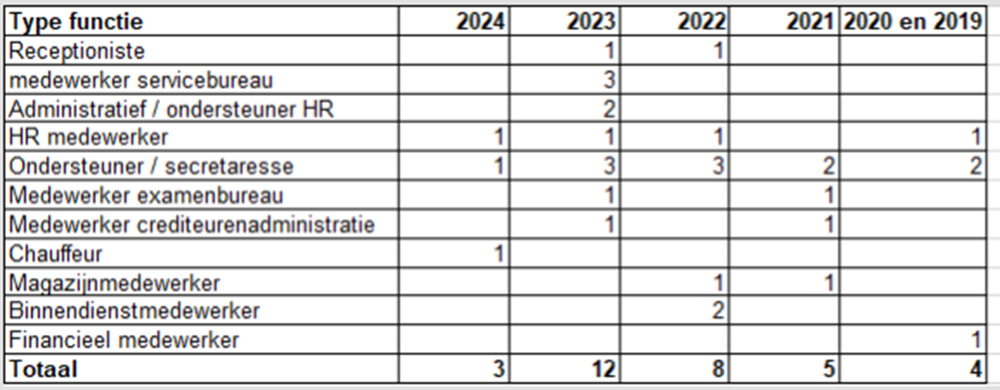 Type functie 2024 2023 2022 2021 2020 en 2019
Receptioniste 1 1
medewerker servicebureau 3
Administratief / ondersteuner HR 2
HR medewerker 1 1 1 1
Ondersteuner / secretaresse 1 3 3 2 2
Medewerker examenbureau 1 1
Medewerker crediteurenadministratie 1 1
Chauffeur 1
Magazijnmedewerker 1 1
Binnendienstmedewerker 2
Financieel medewerker 1
Totaal 3 12 8 5 4